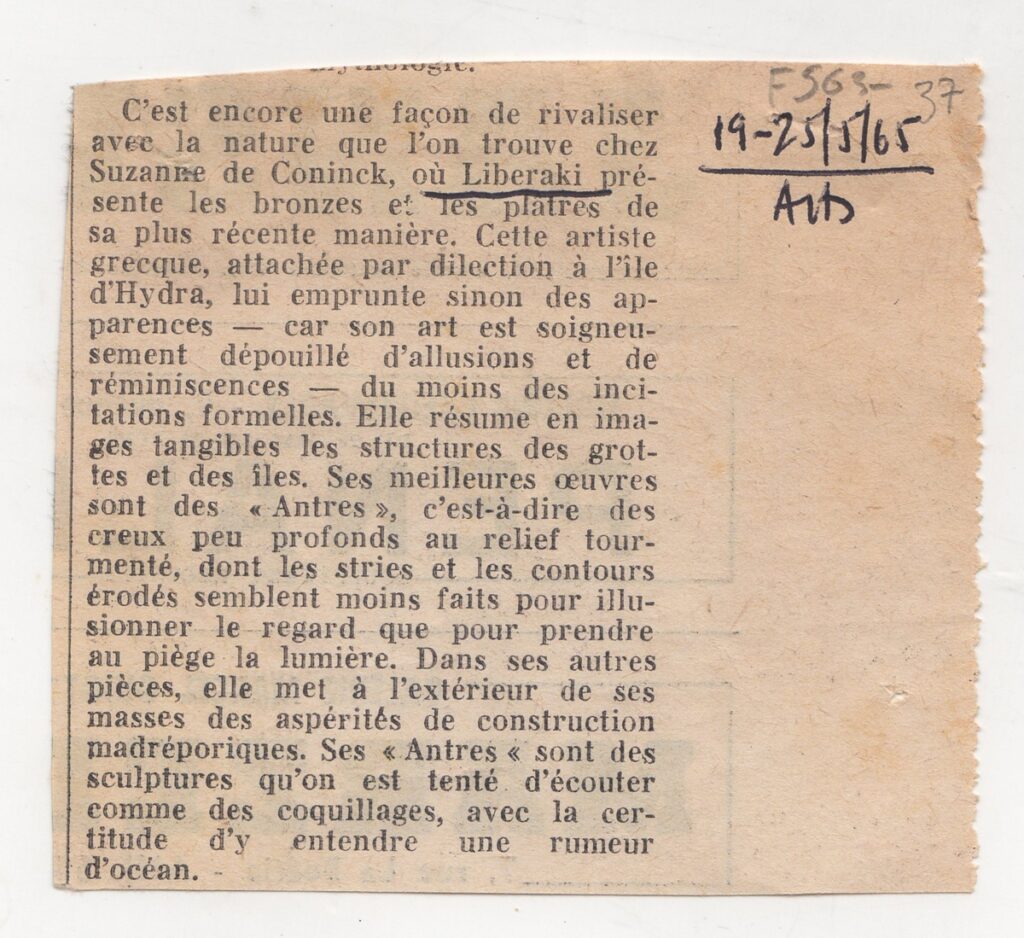 mythologie.
C'est encore une façon de rivaliser
avec la nature que l'on trouve chez
Suzanne de Coninck, où Liberaki pré-
sente les bronzes et les plâtres de
sa plus récente manière. Cette artiste
grecque, attachée par dilection à l'île
d'Hydra, lui emprunte sinon des ap-
parences — car son art est soigneu-
sement dépouillé d'allusions et de
réminiscences — du moins des inci-
tations formelles. Elle résume en ima-
ges tangibles les structures des grot-
tes et des îles. Ses meilleures œuvres
sont des « Antres », c'est-à-dire des
creux peu profonds au relief tour-
menté, dont les stries et les contours
érodés semblent moins faits pour illu-
sionner le regard que pour prendre
au piège la lumière. Dans ses autres
pièces, elle met à l'extérieur de ses
masses des aspérités de construction
madréporiques. Ses « Antres « sont des
sculptures qu'on est tenté d'écouter
comme des coquillages, avec la cer-
titude d'y entendre une rumeur
d'océan.
F563-37
19-25/5/65
Arts